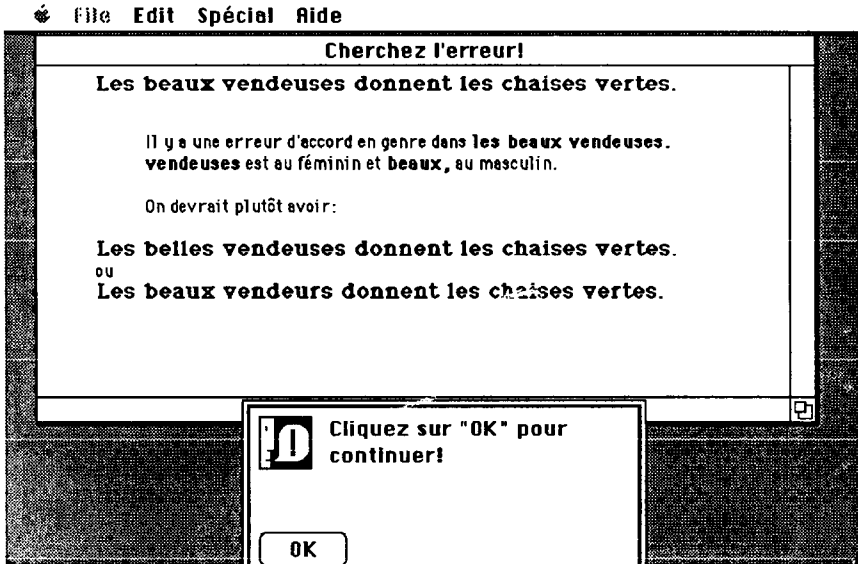 File Edit Spécial Aide
Cherchez l'erreur!
Les beaux vendeuses donnent les chaises vertes.
Il y a une erreur d'accord en genre dans les beaux vendeuses.
vendeuses est au féminin et beaux, au masculin.
On devrait plutôt avoir:
Les belles vendeuses donnent les chaises vertes.
ou
Les beaux vendeurs donnent les chaises vertes.
Cliquez sur "OK" pour
continuer!
OK